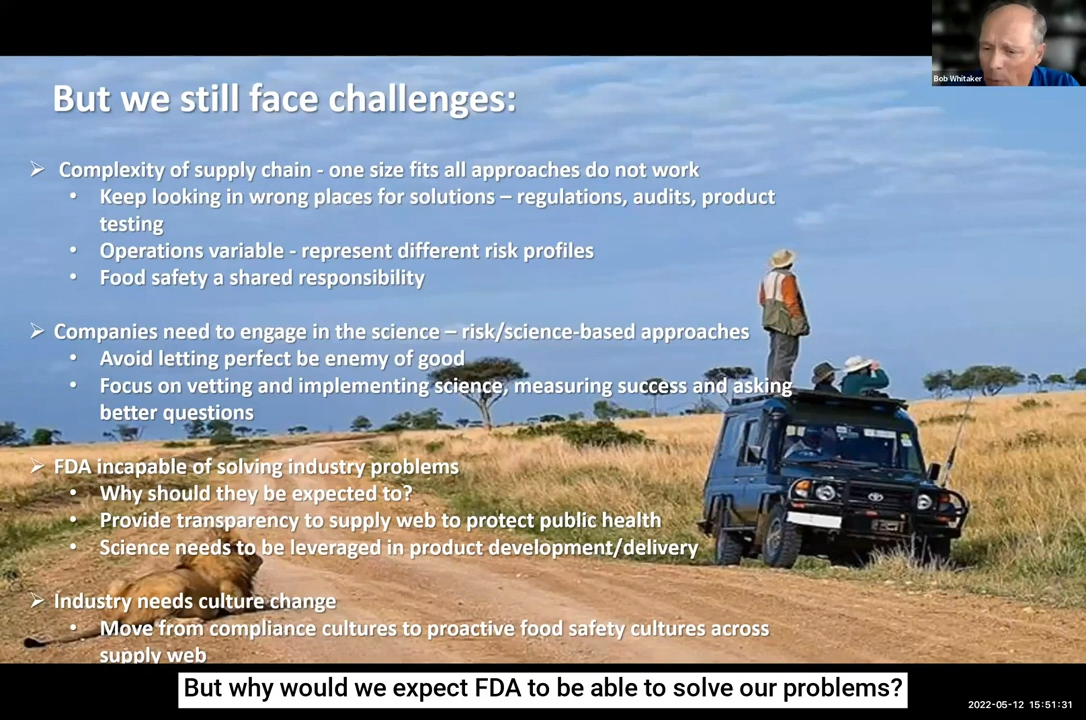 Bob Whitaker
But we still face challenges:
➢ Complexity of supply chain - one size fits all approaches do not work
• Keep looking in wrong places for solutions – regulations, audits, product
testing
• Operations variable - represent different risk profiles
• Food safety a shared responsibility
➢ Companies need to engage in the science – risk/science-based approaches
• Avoid letting perfect be enemy of good
• Focus on vetting and implementing science, measuring success and asking
better questions
➢ FDA incapable of solving industry problems
• Why should they be expected to?
• Provide transparency to supply web to protect public health
• Science needs to be leveraged in product development/delivery
➢ Industry needs culture change
• Move from compliance cultures to proactive food safety cultures across
supply web
But why would we expect FDA to be able to solve our problems?
2022-05-12 15:51:31